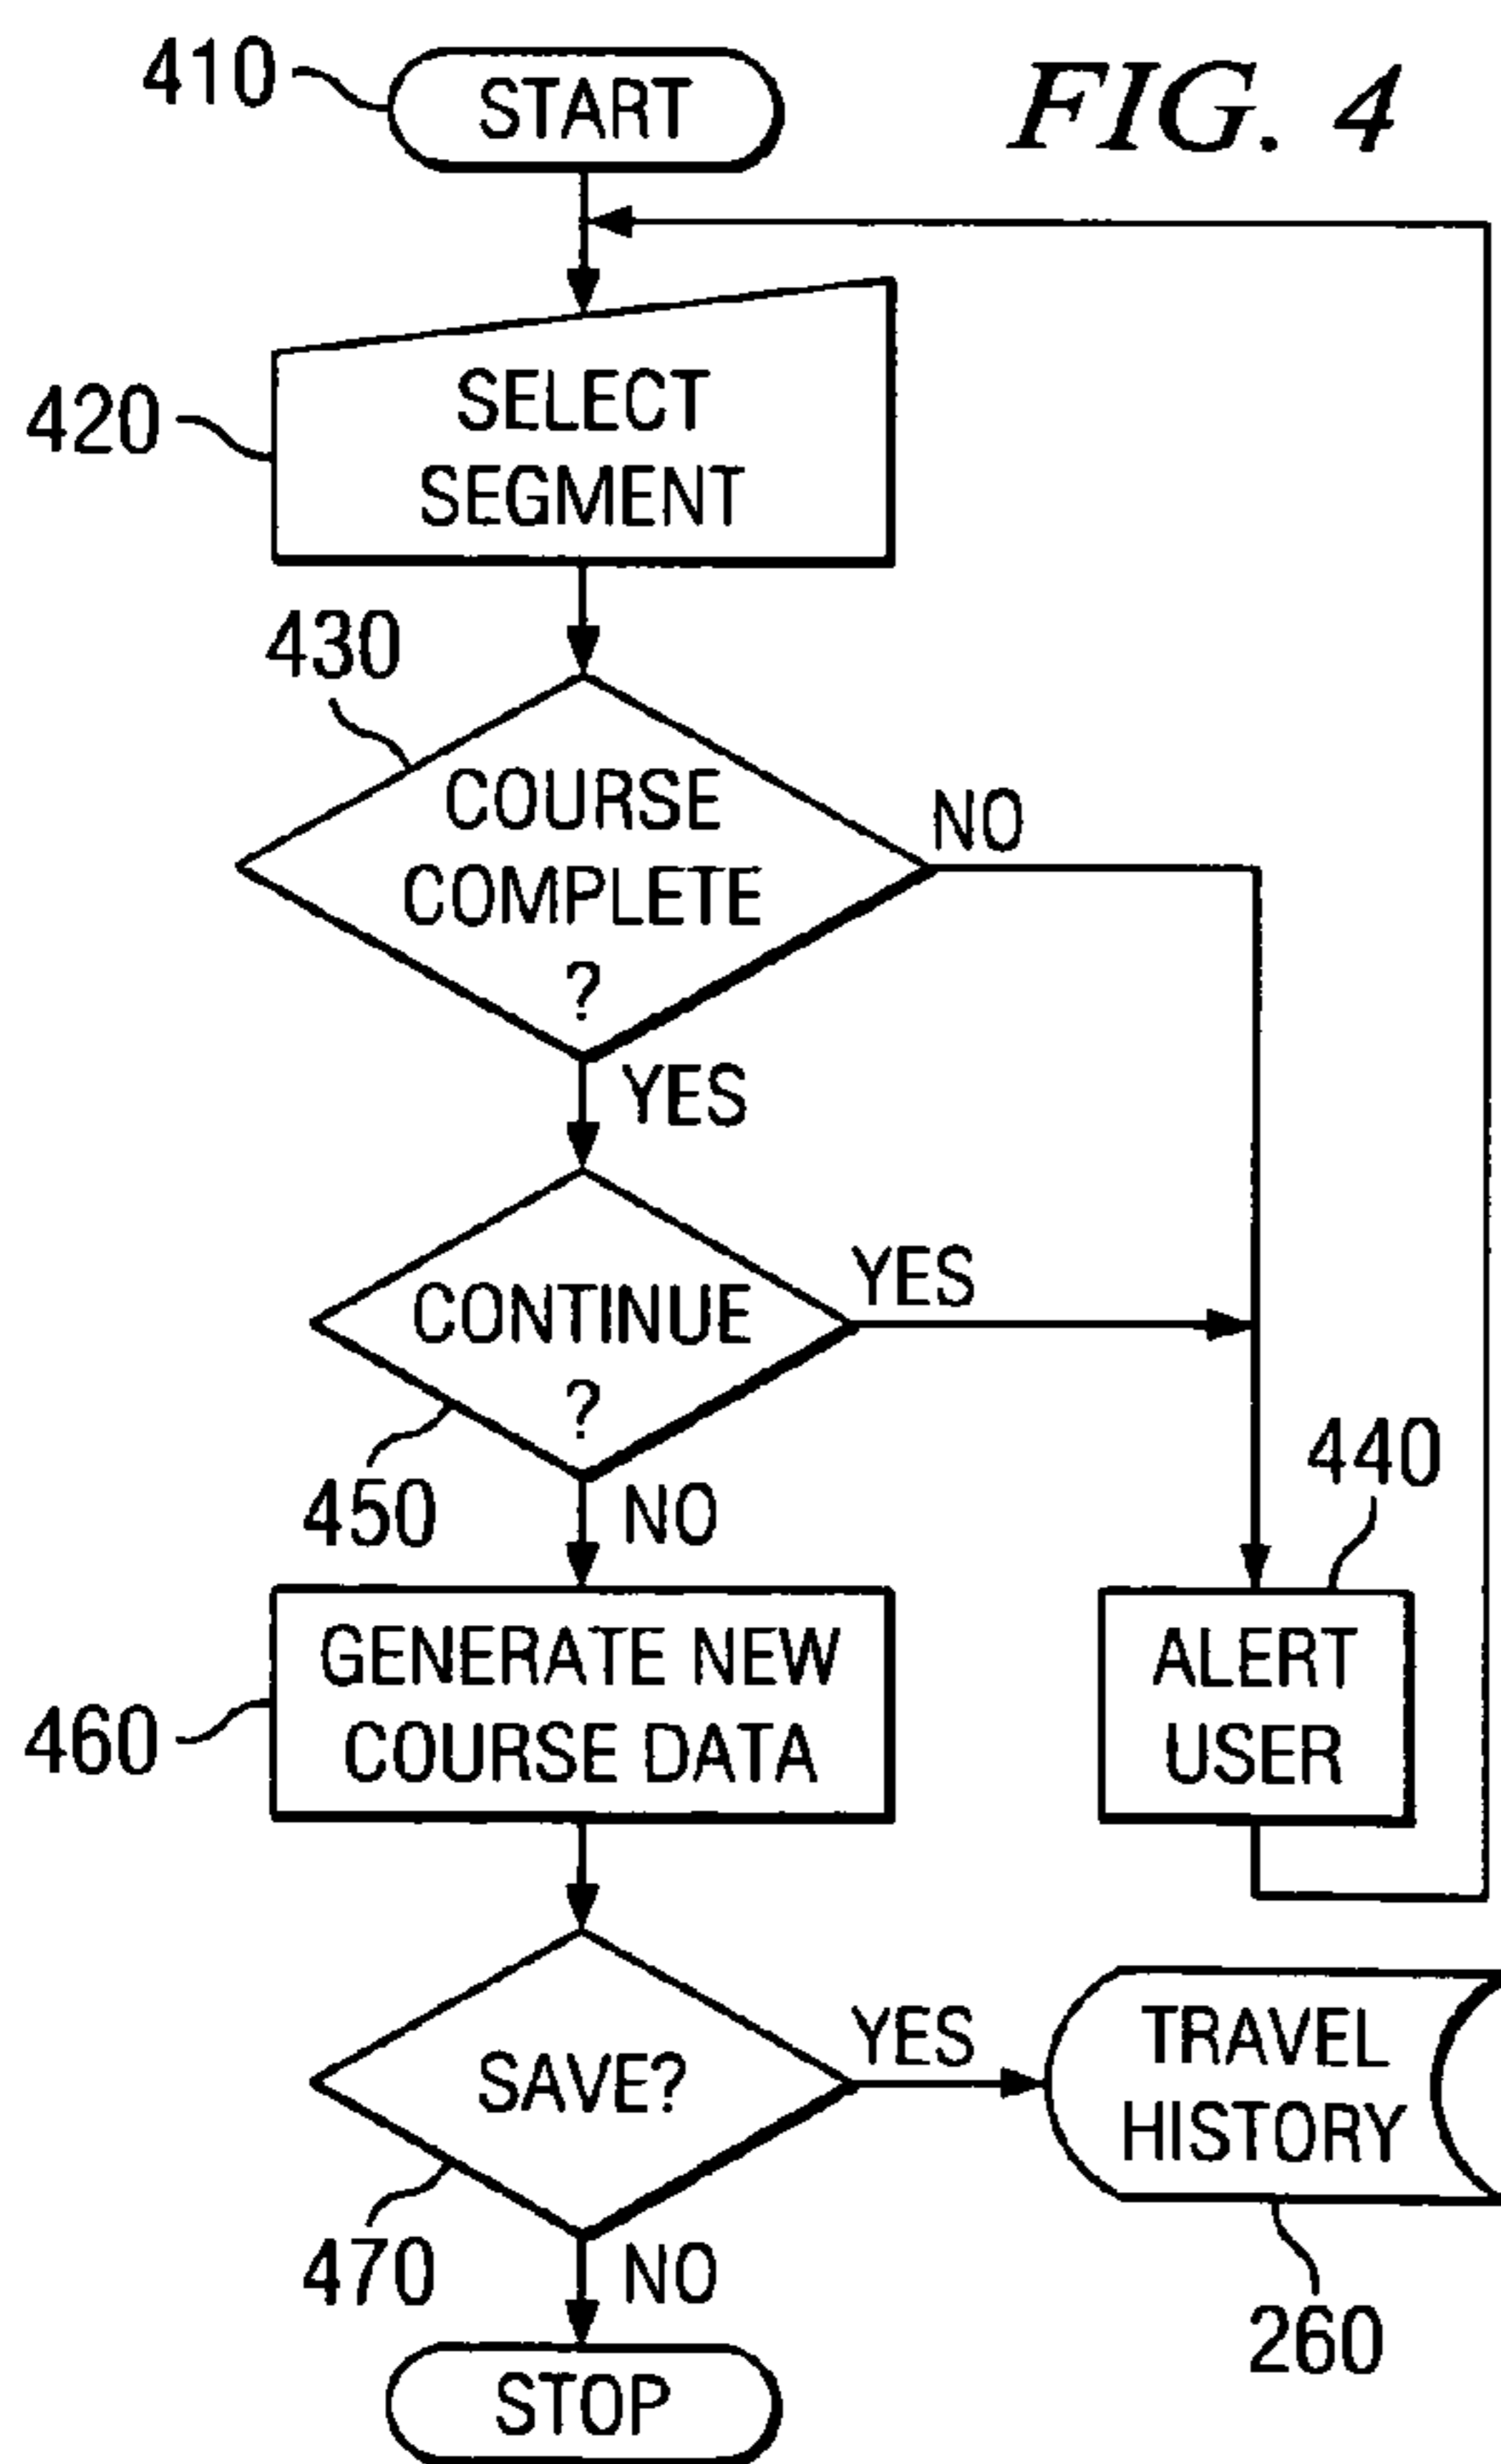 410
START
FIG. 4
420
SELECT
SEGMENT
430
COURSE
COMPLETE
?
NO
YES
CONTINUE
?
YES
450
NO
440
GENERATE NEW
COURSE DATA
460
ALERT
USER
SAVE?
YES
TRAVEL
HISTORY
470
NO
260
STOP